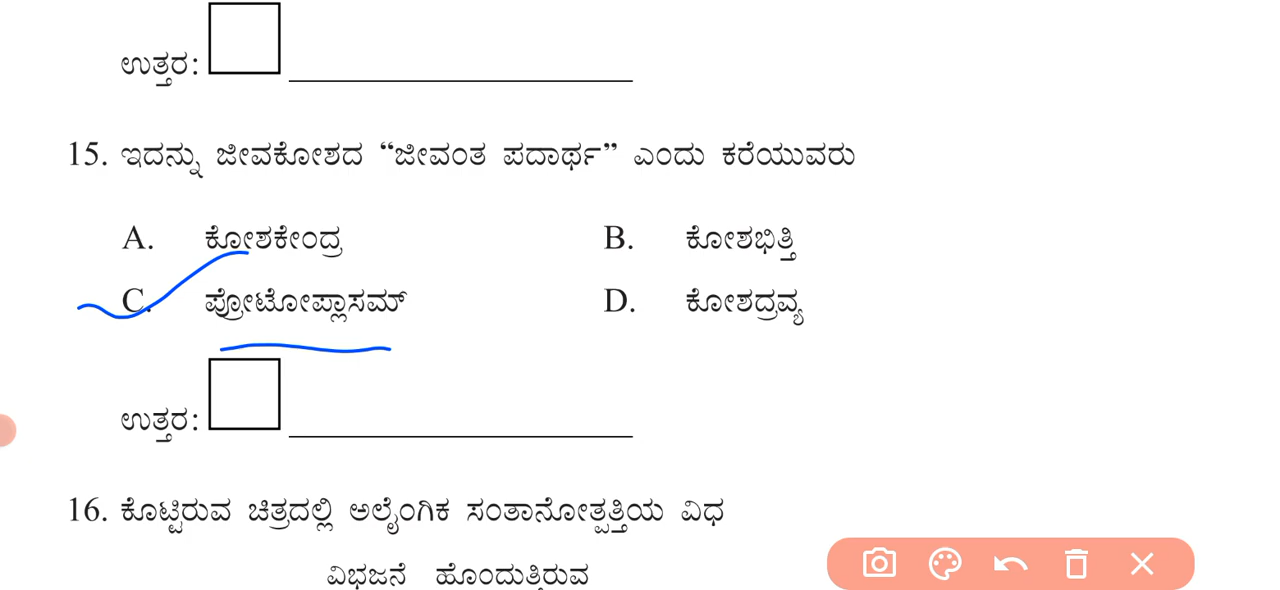 ಉತ್ತರ:
15. ಇದನ್ನು ಜೀವಕೋಶದ “ಜೀವಂತ ಪದಾರ್ಥ” ಎಂದು ಕರೆಯುವರು
A. ಕೋಶಕೇಂದ್ರ B. ಕೋಶಭಿತ್ತಿ
C. ಪ್ರೋಟೋಪ್ಲಾಸಮ್ D. ಕೋಶದ್ರವ್ಯ
ಉತ್ತರ:
16. ಕೊಟ್ಟಿರುವ ಚಿತ್ರದಲ್ಲಿ ಅಲೈಂಗಿಕ ಸಂತಾನೋತ್ಪತ್ತಿಯ ವಿಧ
ವಿಭಜನೆ ಹೊಂದುತ್ತಿರುವ